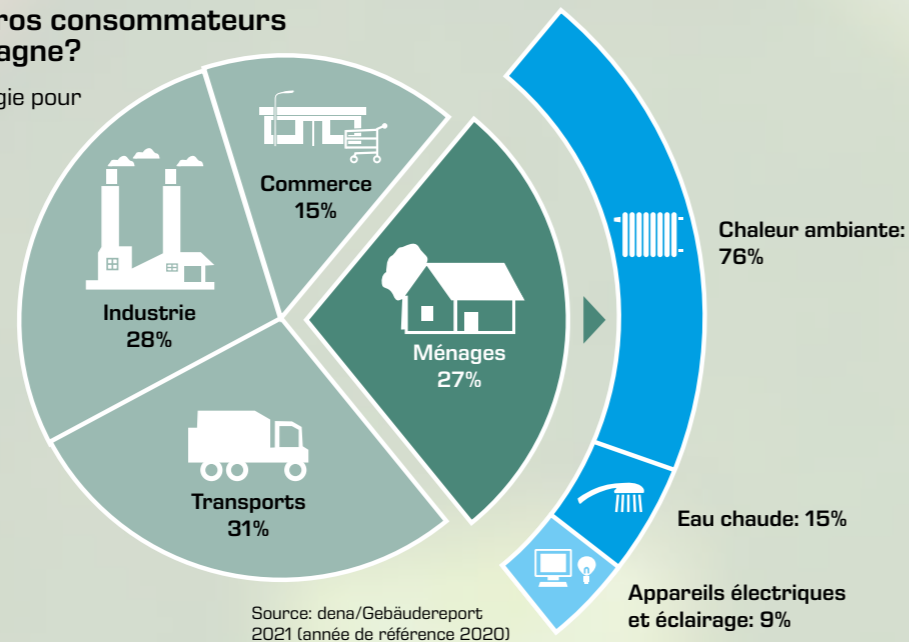 ros consommateurs
agne?
gie pour
Commerce
15%
Industrie
28%
Ménages
27%
Transports
31%
Chaleur ambiante:
76%
Eau chaude: 15%
Appareils électriques
et éclairage: 9%
Source: dena/Gebäudereport
2021 (année de référence 2020)